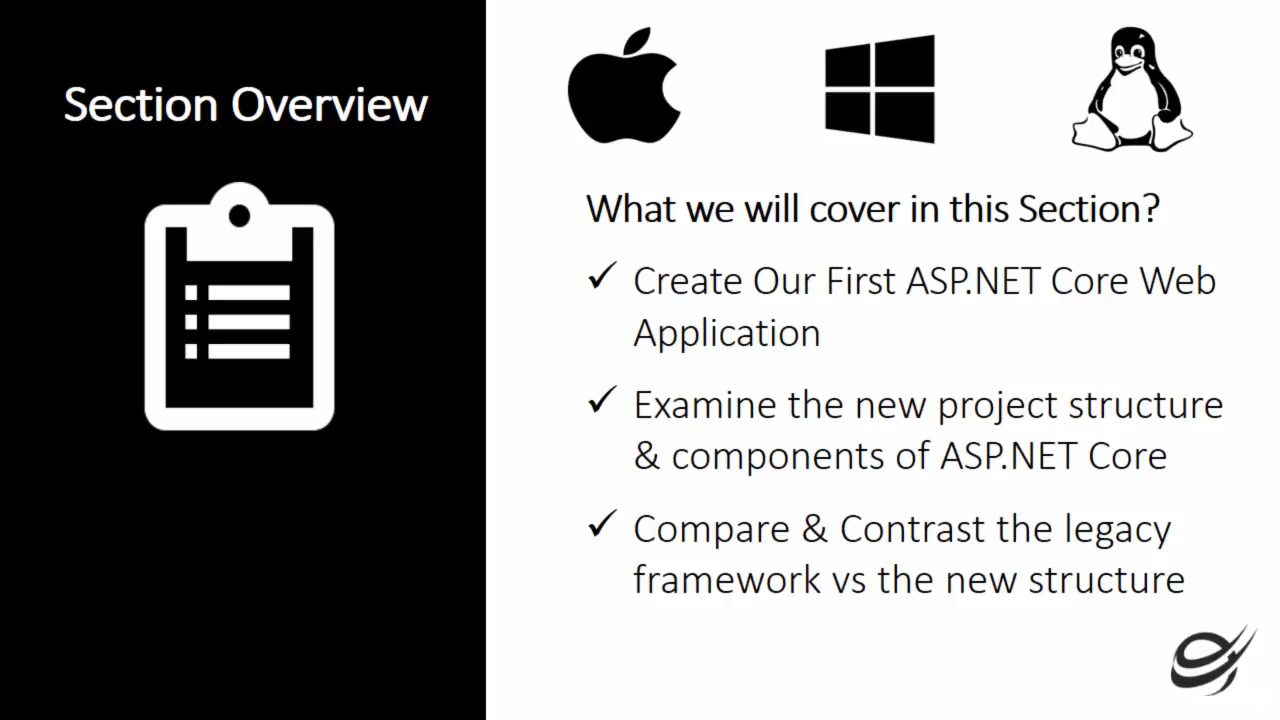 Section Overview
What we will cover in this Section?
✓ Create Our First ASP.NET Core Web
Application
✓ Examine the new project structure
& components of ASP.NET Core
✓ Compare & Contrast the legacy
framework vs the new structure